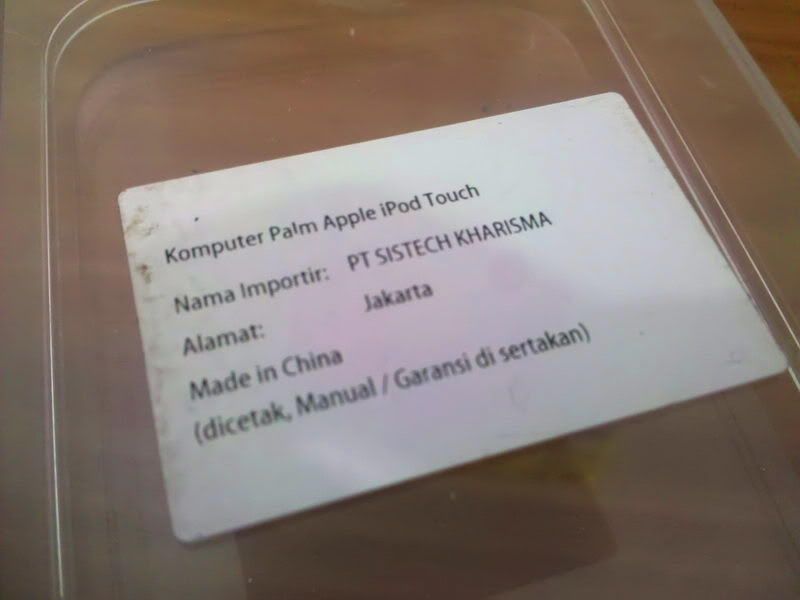 Komputer Palm Apple iPod Touch
Nama Importir: PT SISTECH KHARISMA
Alamat: Jakarta
Made in China
(dicetak, Manual / Garansi di sertakan)